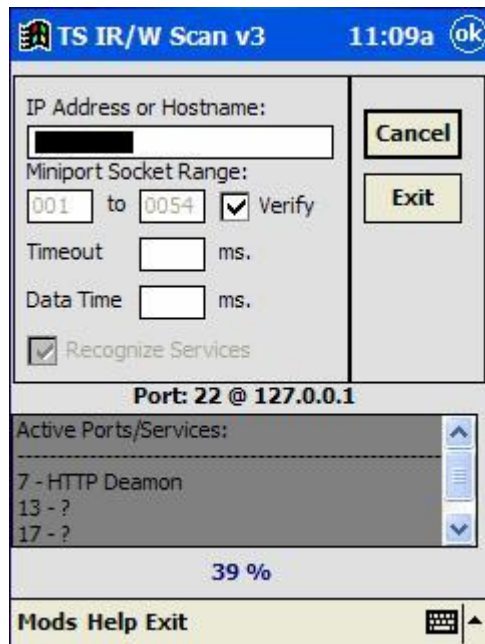 TS IR/W Scan v3 11:09a ok
IP Address or Hostname:
Cancel
Miniport Socket Range:
001 to 0054 Verify
Exit
Timeout ms.
Data Time ms.
Recognize Services
Port: 22 @ 127.0.0.1
Active Ports/Services:
7 - HTTP Deamon
13 - ?
17 - ?
39 %
Mods Help Exit